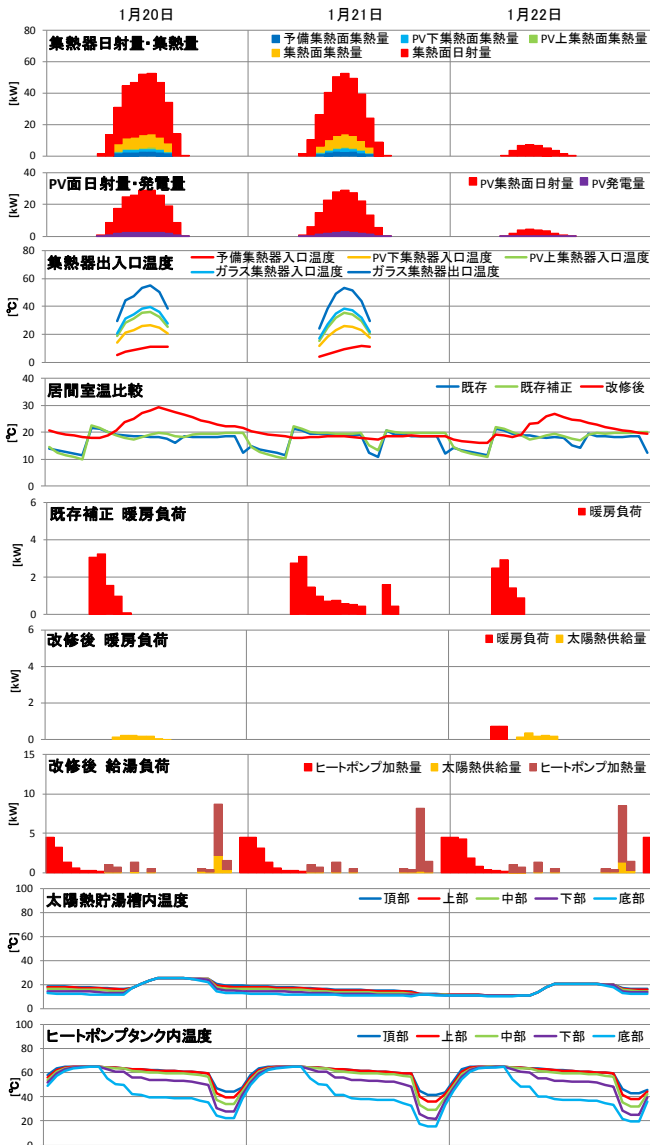 1月20日 1月21日 1月22日
集熱器日射量・集熱量
予備集熱面集熱量 PV下集熱面集熱量 PV上集熱面集熱量
集熱面集熱量 集熱面日射量
[kW]
80
60
40
20
0
PV面日射量・発電量
PV集熱面日射量 PV発電量
[kW]
40
20
0
集熱器出入口温度
予備集熱器入口温度 PV下集熱器入口温度 PV上集熱器入口温度
ガラス集熱器入口温度 ガラス集熱器出口温度
[℃]
80
60
40
20
0
居間室温比較
既存 既存補正 改修後
[℃]
40
30
20
10
0
既存補正 暖房負荷
暖房負荷
[kW]
6
4
2
0
改修後 暖房負荷
暖房負荷 太陽熱供給量
[kW]
6
4
2
0
改修後 給湯負荷
ヒートポンプ加熱量 太陽熱供給量 ヒートポンプ加熱量
[kW]
15
10
5
0
太陽熱貯湯槽内温度
頂部 上部 中部 下部 底部
[℃]
100
80
60
40
20
0
ヒートポンプタンク内温度
頂部 上部 中部 下部 底部
[℃]
100
80
60
40
20
0